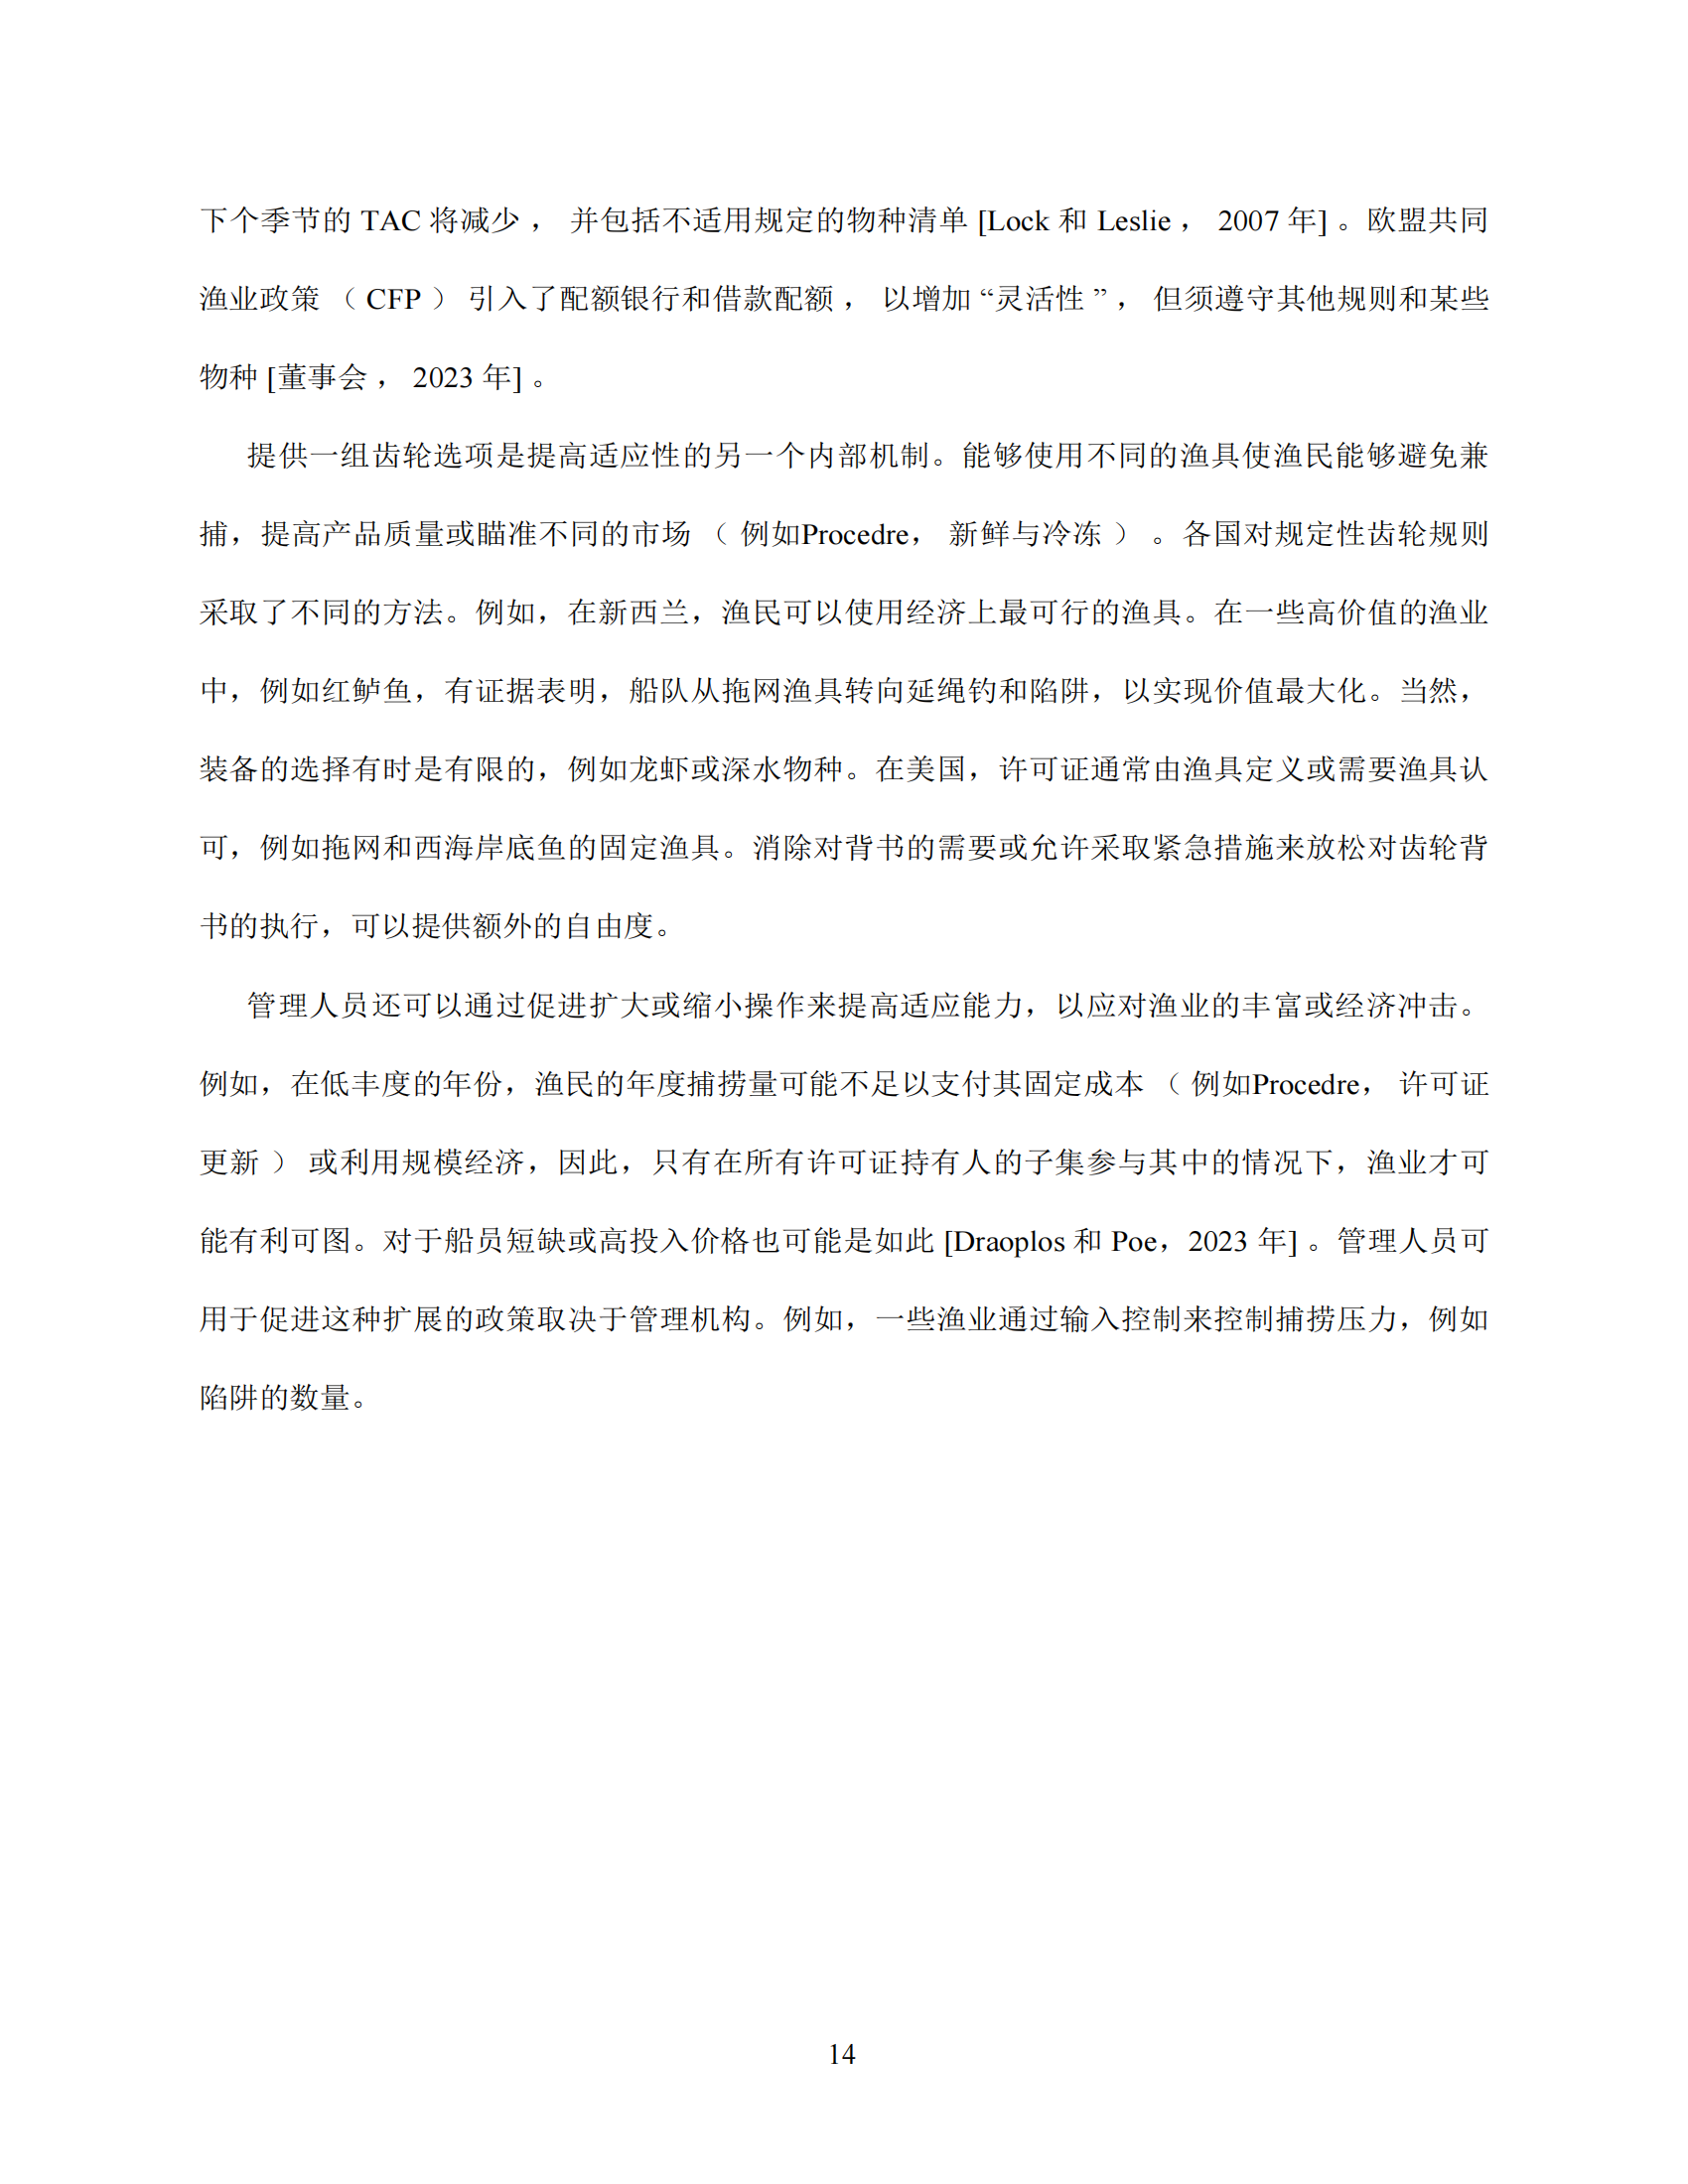 下个季节的 TAC 将减少 ， 并包括不适用规定的物种清单 [Lock 和 Leslie ， 2007 年] 。欧盟共同
渔业政策 （ CFP ） 引入了配额银行和借款配额 ， 以增加 “灵活性 ” ， 但须遵守其他规则和某些
物种 [董事会 ， 2023 年] 。
提供一组齿轮选项是提高适应性的另一个内部机制。能够使用不同的渔具使渔民能够避免兼
捕，提高产品质量或瞄准不同的市场 （ 例如Procedre， 新鲜与冷冻 ） 。各国对规定性齿轮规则
采取了不同的方法。例如，在新西兰，渔民可以使用经济上最可行的渔具。在一些高价值的渔业
中，例如红鲈鱼，有证据表明，船队从拖网渔具转向延绳钓和陷阱，以实现价值最大化。当然，
装备的选择有时是有限的，例如龙虾或深水物种。在美国，许可证通常由渔具定义或需要渔具认
可，例如拖网和西海岸底鱼的固定渔具。消除对背书的需要或允许采取紧急措施来放松对齿轮背
书的执行，可以提供额外的自由度。
管理人员还可以通过促进扩大或缩小操作来提高适应能力，以应对渔业的丰富或经济冲击。
例如，在低丰度的年份，渔民的年度捕捞量可能不足以支付其固定成本 （ 例如Procedre， 许可证
更新 ） 或利用规模经济，因此，只有在所有许可证持有人的子集参与其中的情况下，渔业才可
能有利可图。对于船员短缺或高投入价格也可能是如此 [Draoplos 和 Poe，2023 年] 。管理人员可
用于促进这种扩展的政策取决于管理机构。例如，一些渔业通过输入控制来控制捕捞压力，例如
陷阱的数量。
14